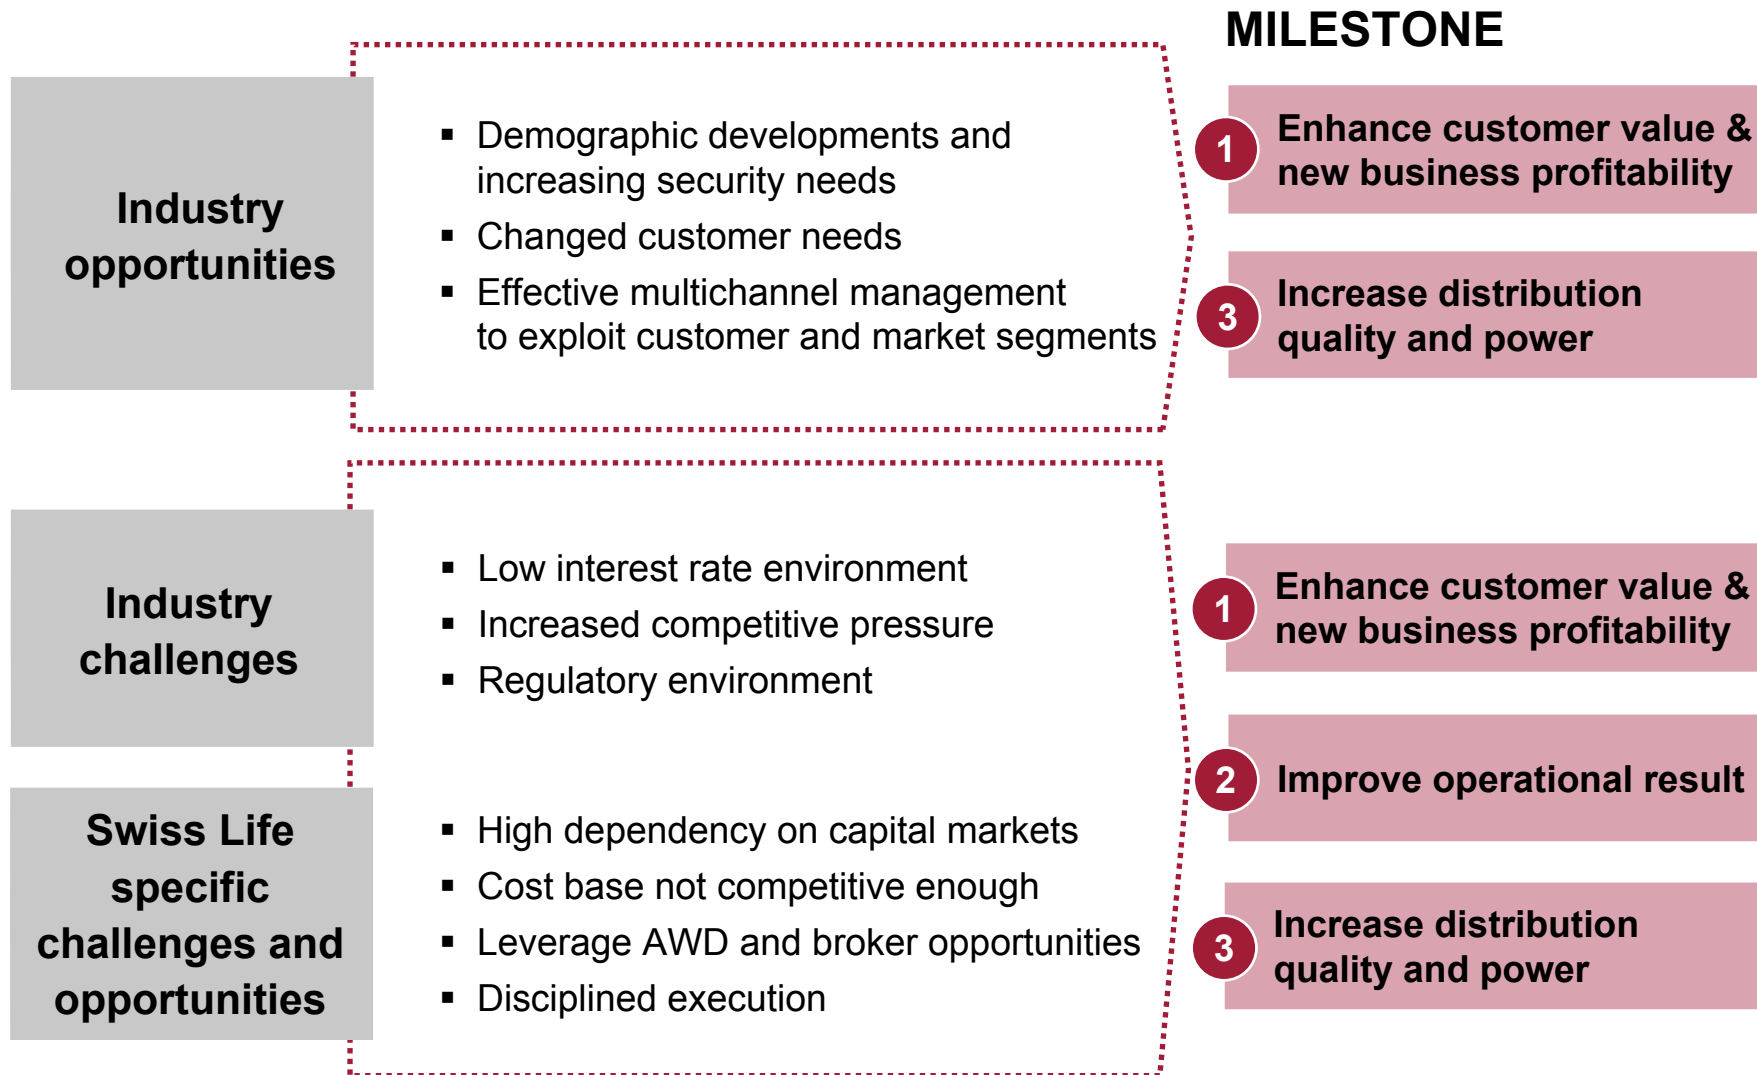 MILESTONE
Industry
opportunities
▪ Demographic developments and
increasing security needs
▪ Changed customer needs
▪ Effective multichannel management
to exploit customer and market segments
1
Enhance customer value &
new business profitability
3
Increase distribution
quality and power
Industry
challenges
▪ Low interest rate environment
▪ Increased competitive pressure
▪ Regulatory environment
Swiss Life
specific
challenges and
opportunities
▪ High dependency on capital markets
▪ Cost base not competitive enough
▪ Leverage AWD and broker opportunities
▪ Disciplined execution
1
Enhance customer value &
new business profitability
2
Improve operational result
3
Increase distribution
quality and power